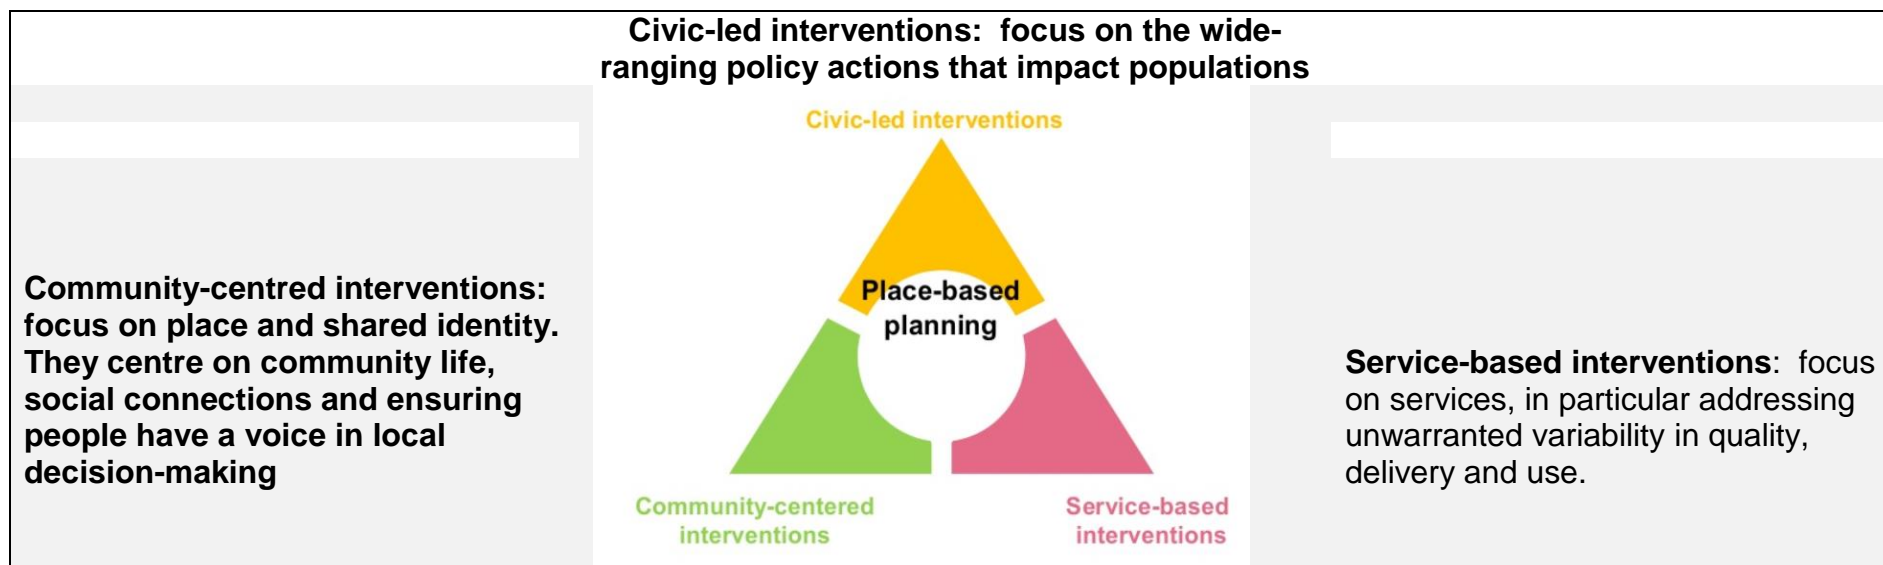 Civic-led interventions:  focus on the wide-
ranging policy actions that impact populations
Civic-led interventions
Place-based
planning
Community-centered
interventions
Service-based
interventions
Community-centred interventions:
focus on place and shared identity.
They centre on community life,
social connections and ensuring
people have a voice in local
decision-making
Service-based interventions:  focus
on services, in particular addressing
unwarranted variability in quality,
delivery and use.